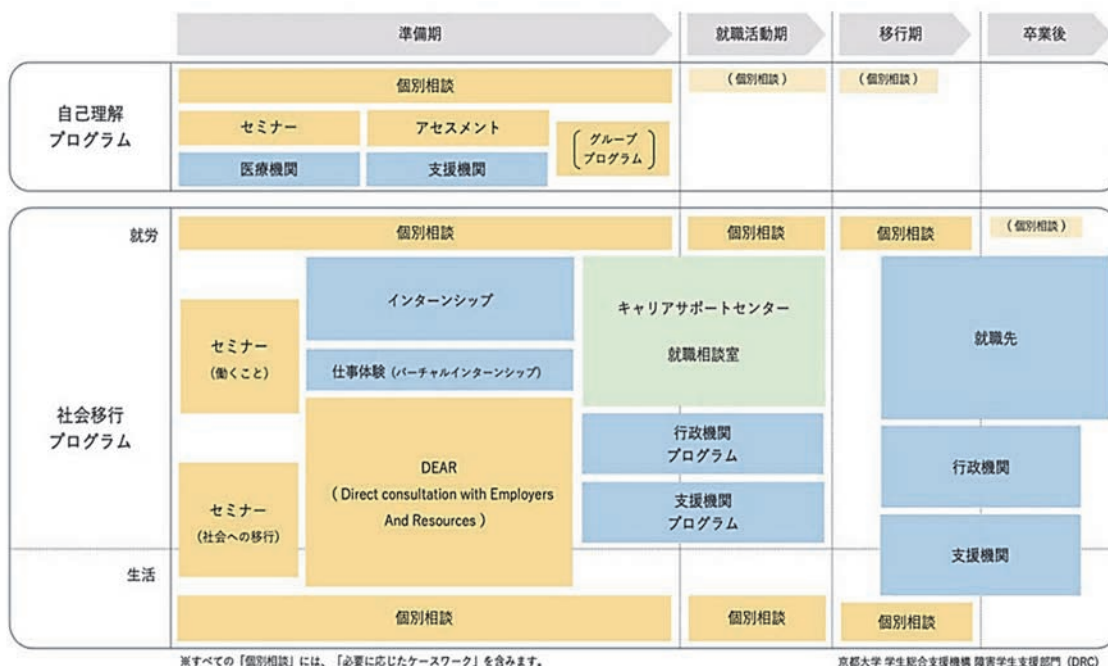 準備期
就職活動期
移行期
卒業後
自己理解
プログラム
個別相談
(個別相談)
(個別相談)
セミナー
アセスメント
グループ
プログラム
医療機関
支援機関
社会移行
プログラム
就労
個別相談
個別相談
個別相談
(個別相談)
セミナー
(働くこと)
インターンシップ
仕事体験(バーチャルインターンシップ)
キャリアサポートセンター
就職相談室
就職先
セミナー
(社会への移行)
DEAR
( Direct consultation with Employers
And Resources )
行政機関
プログラム
支援機関
プログラム
行政機関
支援機関
生活
個別相談
個別相談
個別相談
※すべての「個別相談」には、「必要に応じたケースワーク」を含みます。
京都大学 学生総合支援機構 障害学生支援部門(DRC)